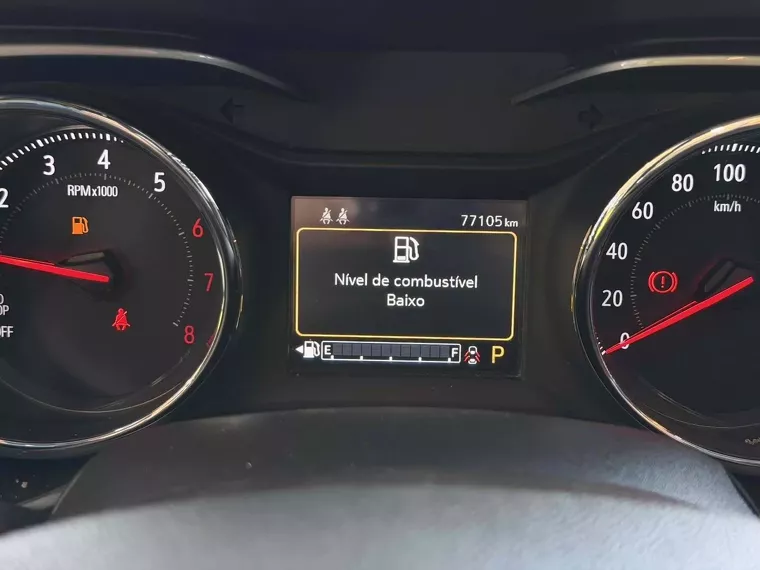 2 3 4 5 6 7 8
RPMx1000
OFF
77105 km
Nível de combustível
Baixo
E F P
0 20 40 60 80 100
km/h